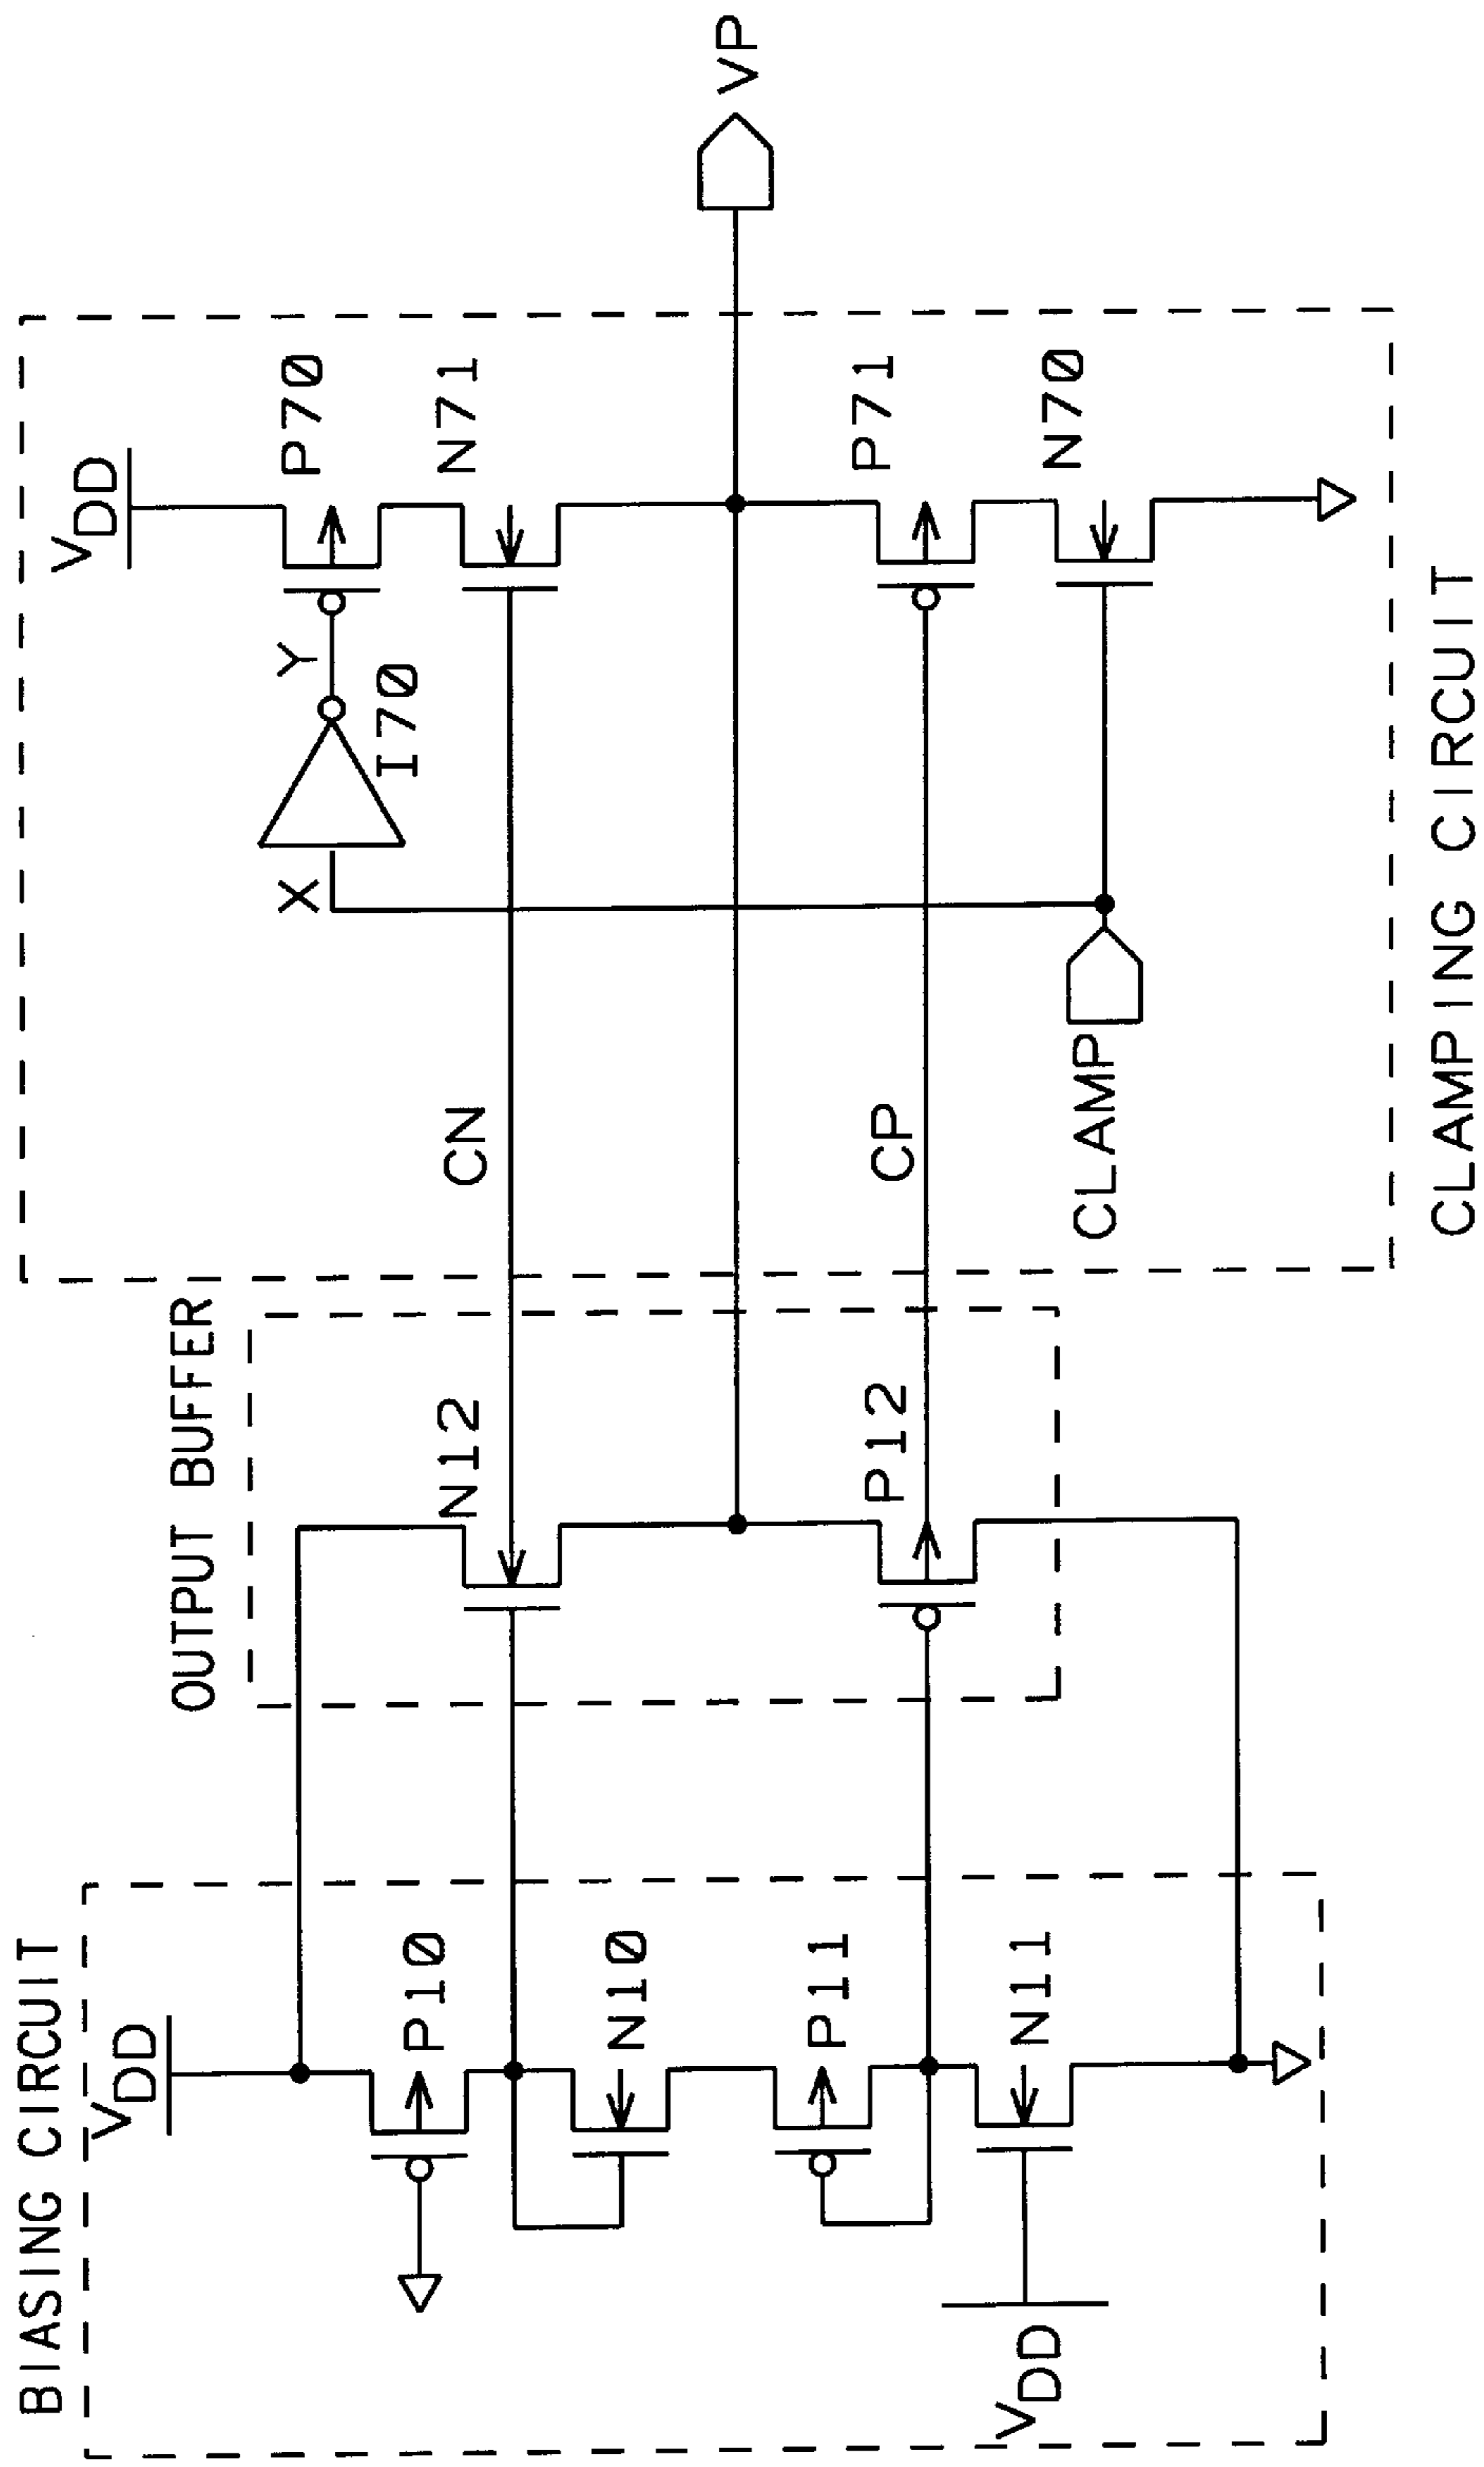 BIASING CIRCUIT
VDD
P10
N10
P11
N11
VDD
OUTPUT BUFFER
N12
P12
CN
CP
CLAMP
VDD
X
Y
I70
P70
N71
P71
N70
VP
CLAMPING CIRCUIT